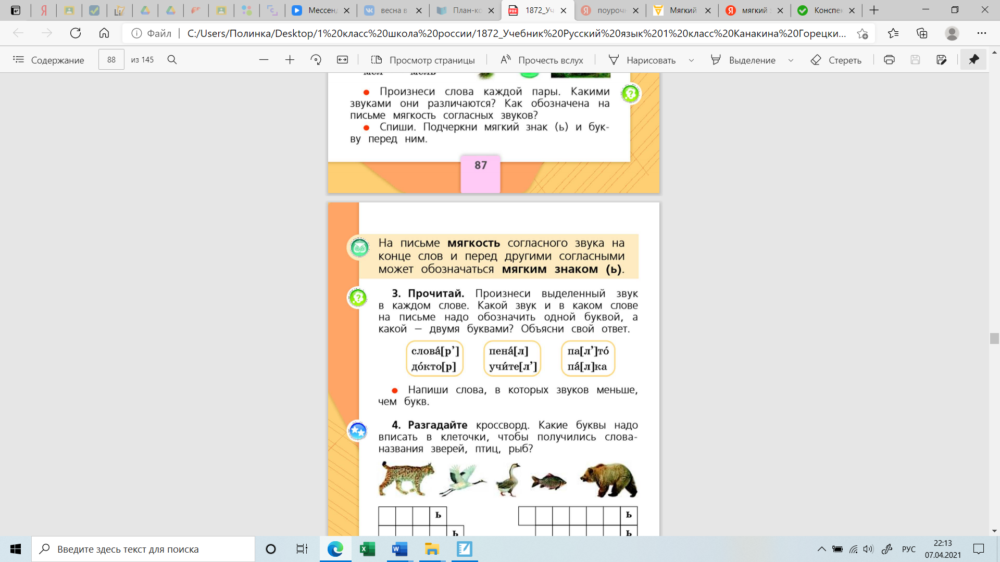 Мессенд
весна в
План-ко
1872_Уч
поурочн
Мягкий
мягкий з
Конспек
Файл
C:/Users/Полинка/Desktop/1%20класс%20школа%20россии/1872_Учебник%20Русский%20язык%201%20класс%20Канакина%20Горецки...
Содержание
88
из 145
Просмотр страницы
Прочесть вслух
Нарисовать
Выделение
Стереть
мел мель
• Произнеси слова каждой пары. Какими
звуками они различаются? Как обозначена на
письме мягкость согласных звуков?
• Спиши. Подчеркни мягкий знак (ь) и бук-
ву перед ним.
87
На письме мягкость согласного звука на
конце слов и перед другими согласными
может обозначаться мягким знаком (ь).
3. Прочитай. Произнеси выделенный звук
в каждом слове. Какой звук и в каком слове
на письме надо обозначить одной буквой, а
какой — двумя буквами? Объясни свой ответ.
слова́[р’] пена́[л] па[л’]то́
до́кто[р] учи́те[л’] па́[л]ка
• Напиши слова, в которых звуков меньше,
чем букв.
4. Разгадайте кроссворд. Какие буквы надо
вписать в клеточки, чтобы получились слова-
названия зверей, птиц, рыб?
ь ь
ь ь
Введите здесь текст для поиска
РУС
22:13
07.04.2021